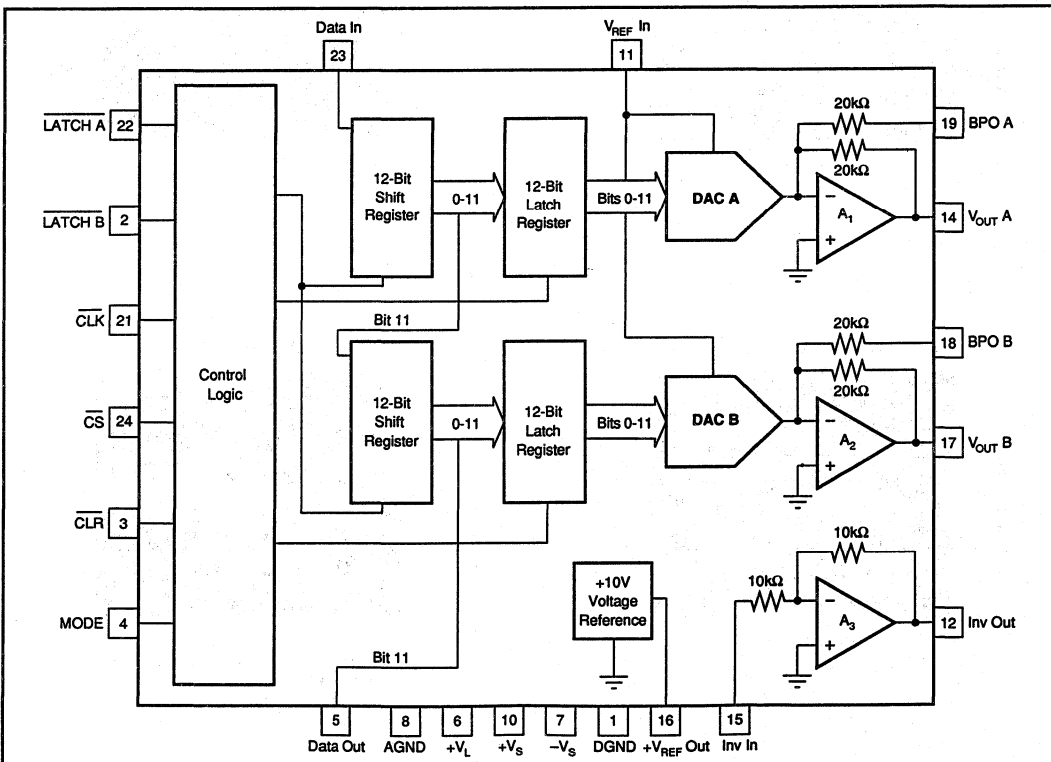 Data In
23
V_REF In
11
LATCH A
22
LATCH B
2
CLK
21
CS
24
CLR
3
MODE
4
Control
Logic
12-Bit
Shift
Register
0-11
12-Bit
Latch
Register
Bits 0-11
DAC A
20kΩ
20kΩ
−
A1
+
19
BPO A
14
V_OUT A
Bit 11
12-Bit
Shift
Register
0-11
12-Bit
Latch
Register
Bits 0-11
DAC B
20kΩ
20kΩ
−
A2
+
18
BPO B
17
V_OUT B
+10V
Voltage
Reference
10kΩ
10kΩ
−
A3
+
12
Inv Out
Bit 11
5
Data Out
8
AGND
6
+V_L
10
+V_S
7
−V_S
1
DGND
16
+V_REF Out
15
Inv In